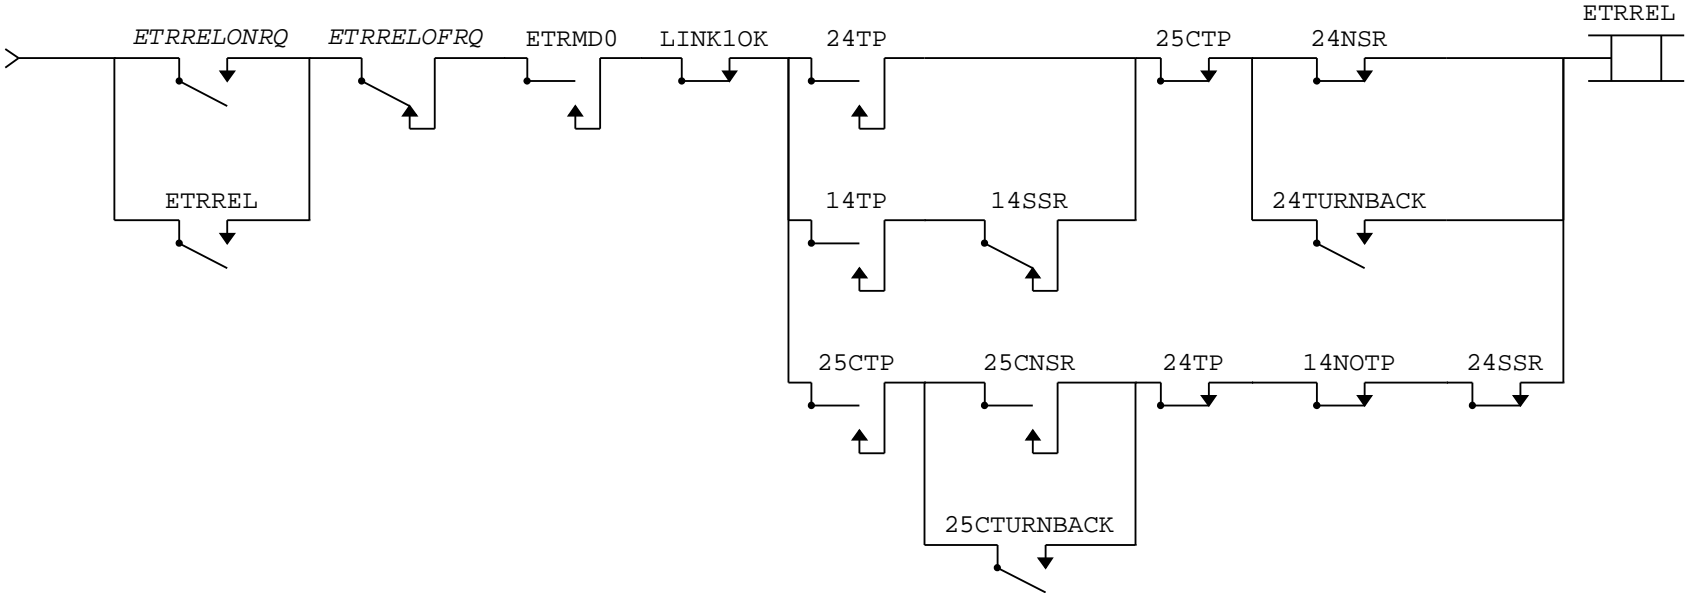 ETRREL
ETRRELONRQ ETRRELOFRQ ETRMD0 LINK1OK 24TP 25CTP 24NSR
ETRREL 14TP 14SSR 24TURNBACK
25CTP 25CNSR 24TP 14NOTP 24SSR
25CTURNBACK